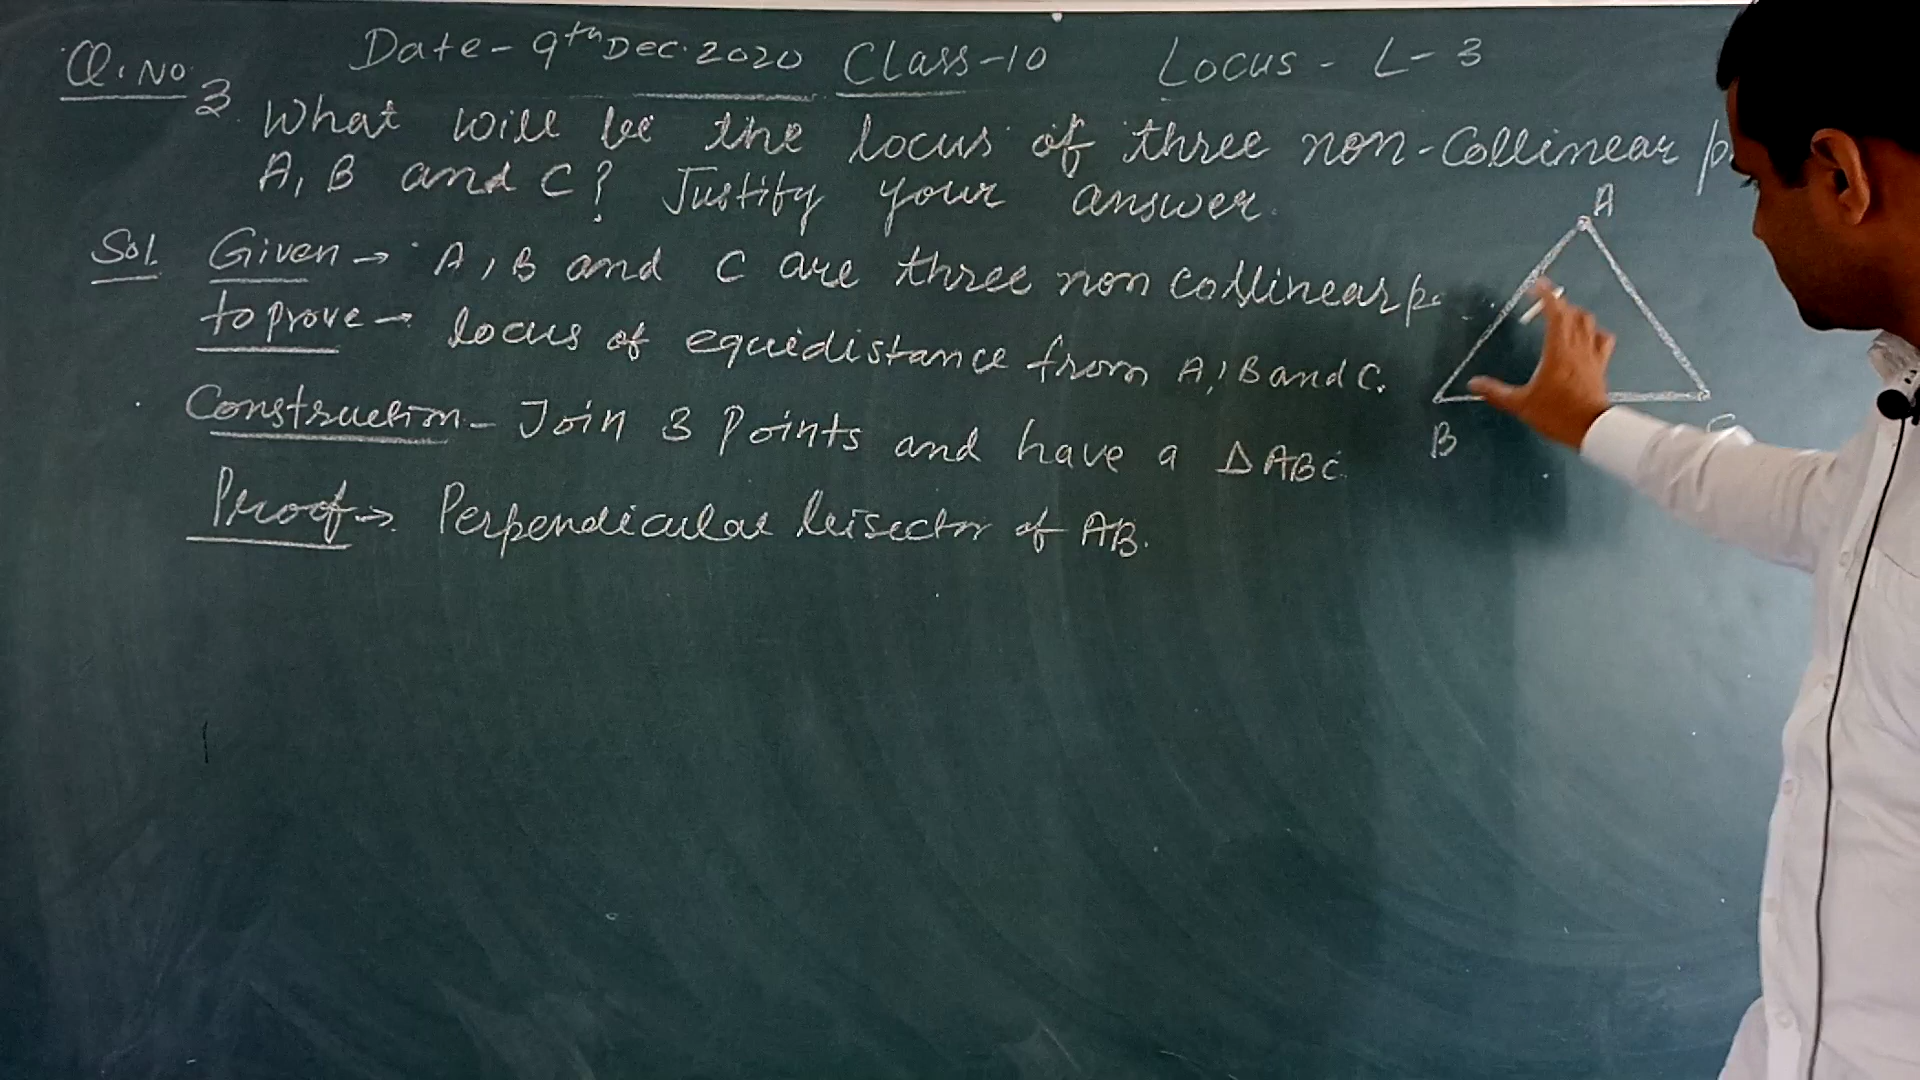 Q.No. 3 Date - 9th Dec. 2020 Class-10 Locus - L-3
What will be the locus of three non-Collinear p
A, B and C? Justify your answer.
Sol. Given → A, B and C are three non collinear p
to prove → locus of equidistance from A, B and C.
Construction - Join 3 Points and have a △ABC.
Proof → Perpendicular bisector of AB.
A
B
C